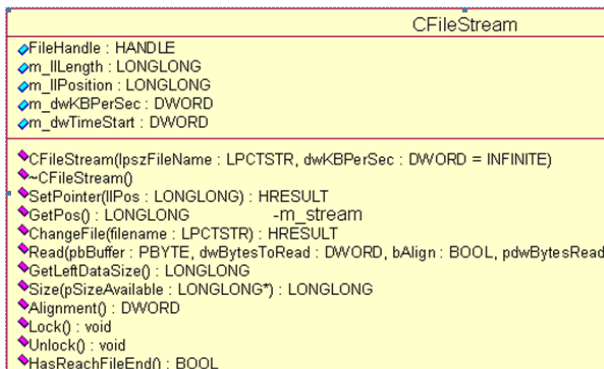 CFileStream
FileHandle : HANDLE
m_llLength : LONGLONG
m_llPosition : LONGLONG
m_dwKBPerSec : DWORD
m_dwTimeStart : DWORD
CFileStream(lpszFileName : LPCTSTR, dwKBPerSec : DWORD = INFINITE)
~CFileStream()
SetPointer(llPos : LONGLONG) : HRESULT
GetPos() : LONGLONG -m_stream
ChangeFile(filename : LPCTSTR) : HRESULT
Read(pbBuffer : PBYTE, dwBytesToRead : DWORD, bAlign : BOOL, pdwBytesRead
GetLeftDataSize() : LONGLONG
Size(pSizeAvailable : LONGLONG*) : LONGLONG
Alignment() : DWORD
Lock() : void
Unlock() : void
HasReachFileEnd() : BOOL